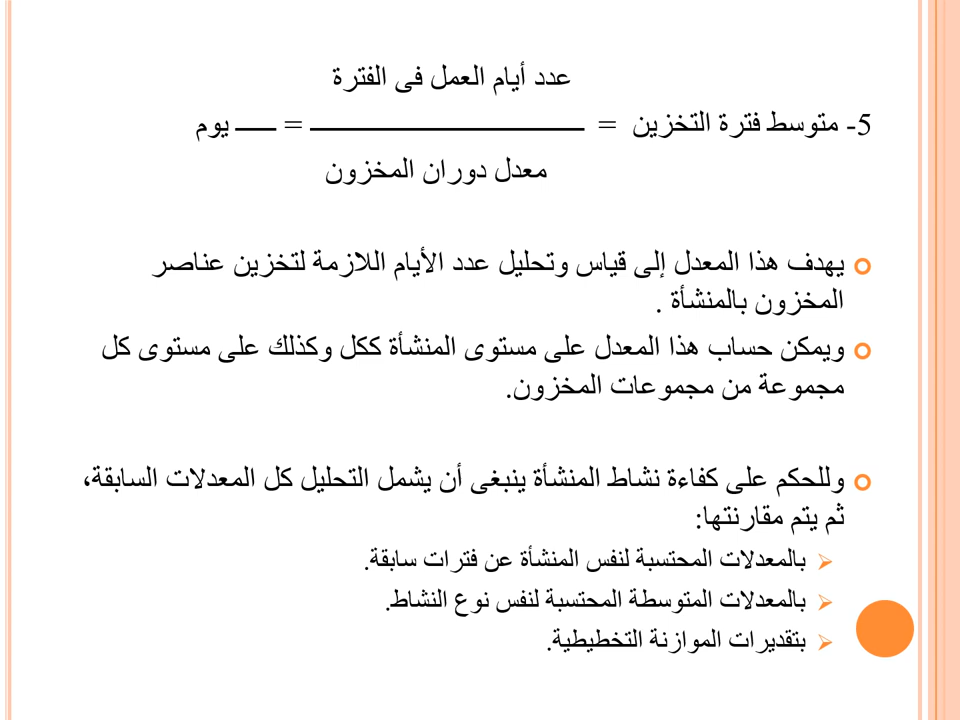 عدد أيام العمل فى الفترة
5- متوسط فترة التخزين = ـــــــــــــــــــــــــــــــــــ = ـــــ يوم
معدل دوران المخزون
يهدف هذا المعدل إلى قياس وتحليل عدد الأيام اللازمة لتخزين عناصر
المخزون بالمنشأة .
ويمكن حساب هذا المعدل على مستوى المنشأة ككل وكذلك على مستوى كل
مجموعة من مجموعات المخزون.
وللحكم على كفاءة نشاط المنشأة ينبغى أن يشمل التحليل كل المعدلات السابقة،
ثم يتم مقارنتها:
بالمعدلات المحتسبة لنفس المنشأة عن فترات سابقة.
بالمعدلات المتوسطة المحتسبة لنفس نوع النشاط.
بتقديرات الموازنة التخطيطية.